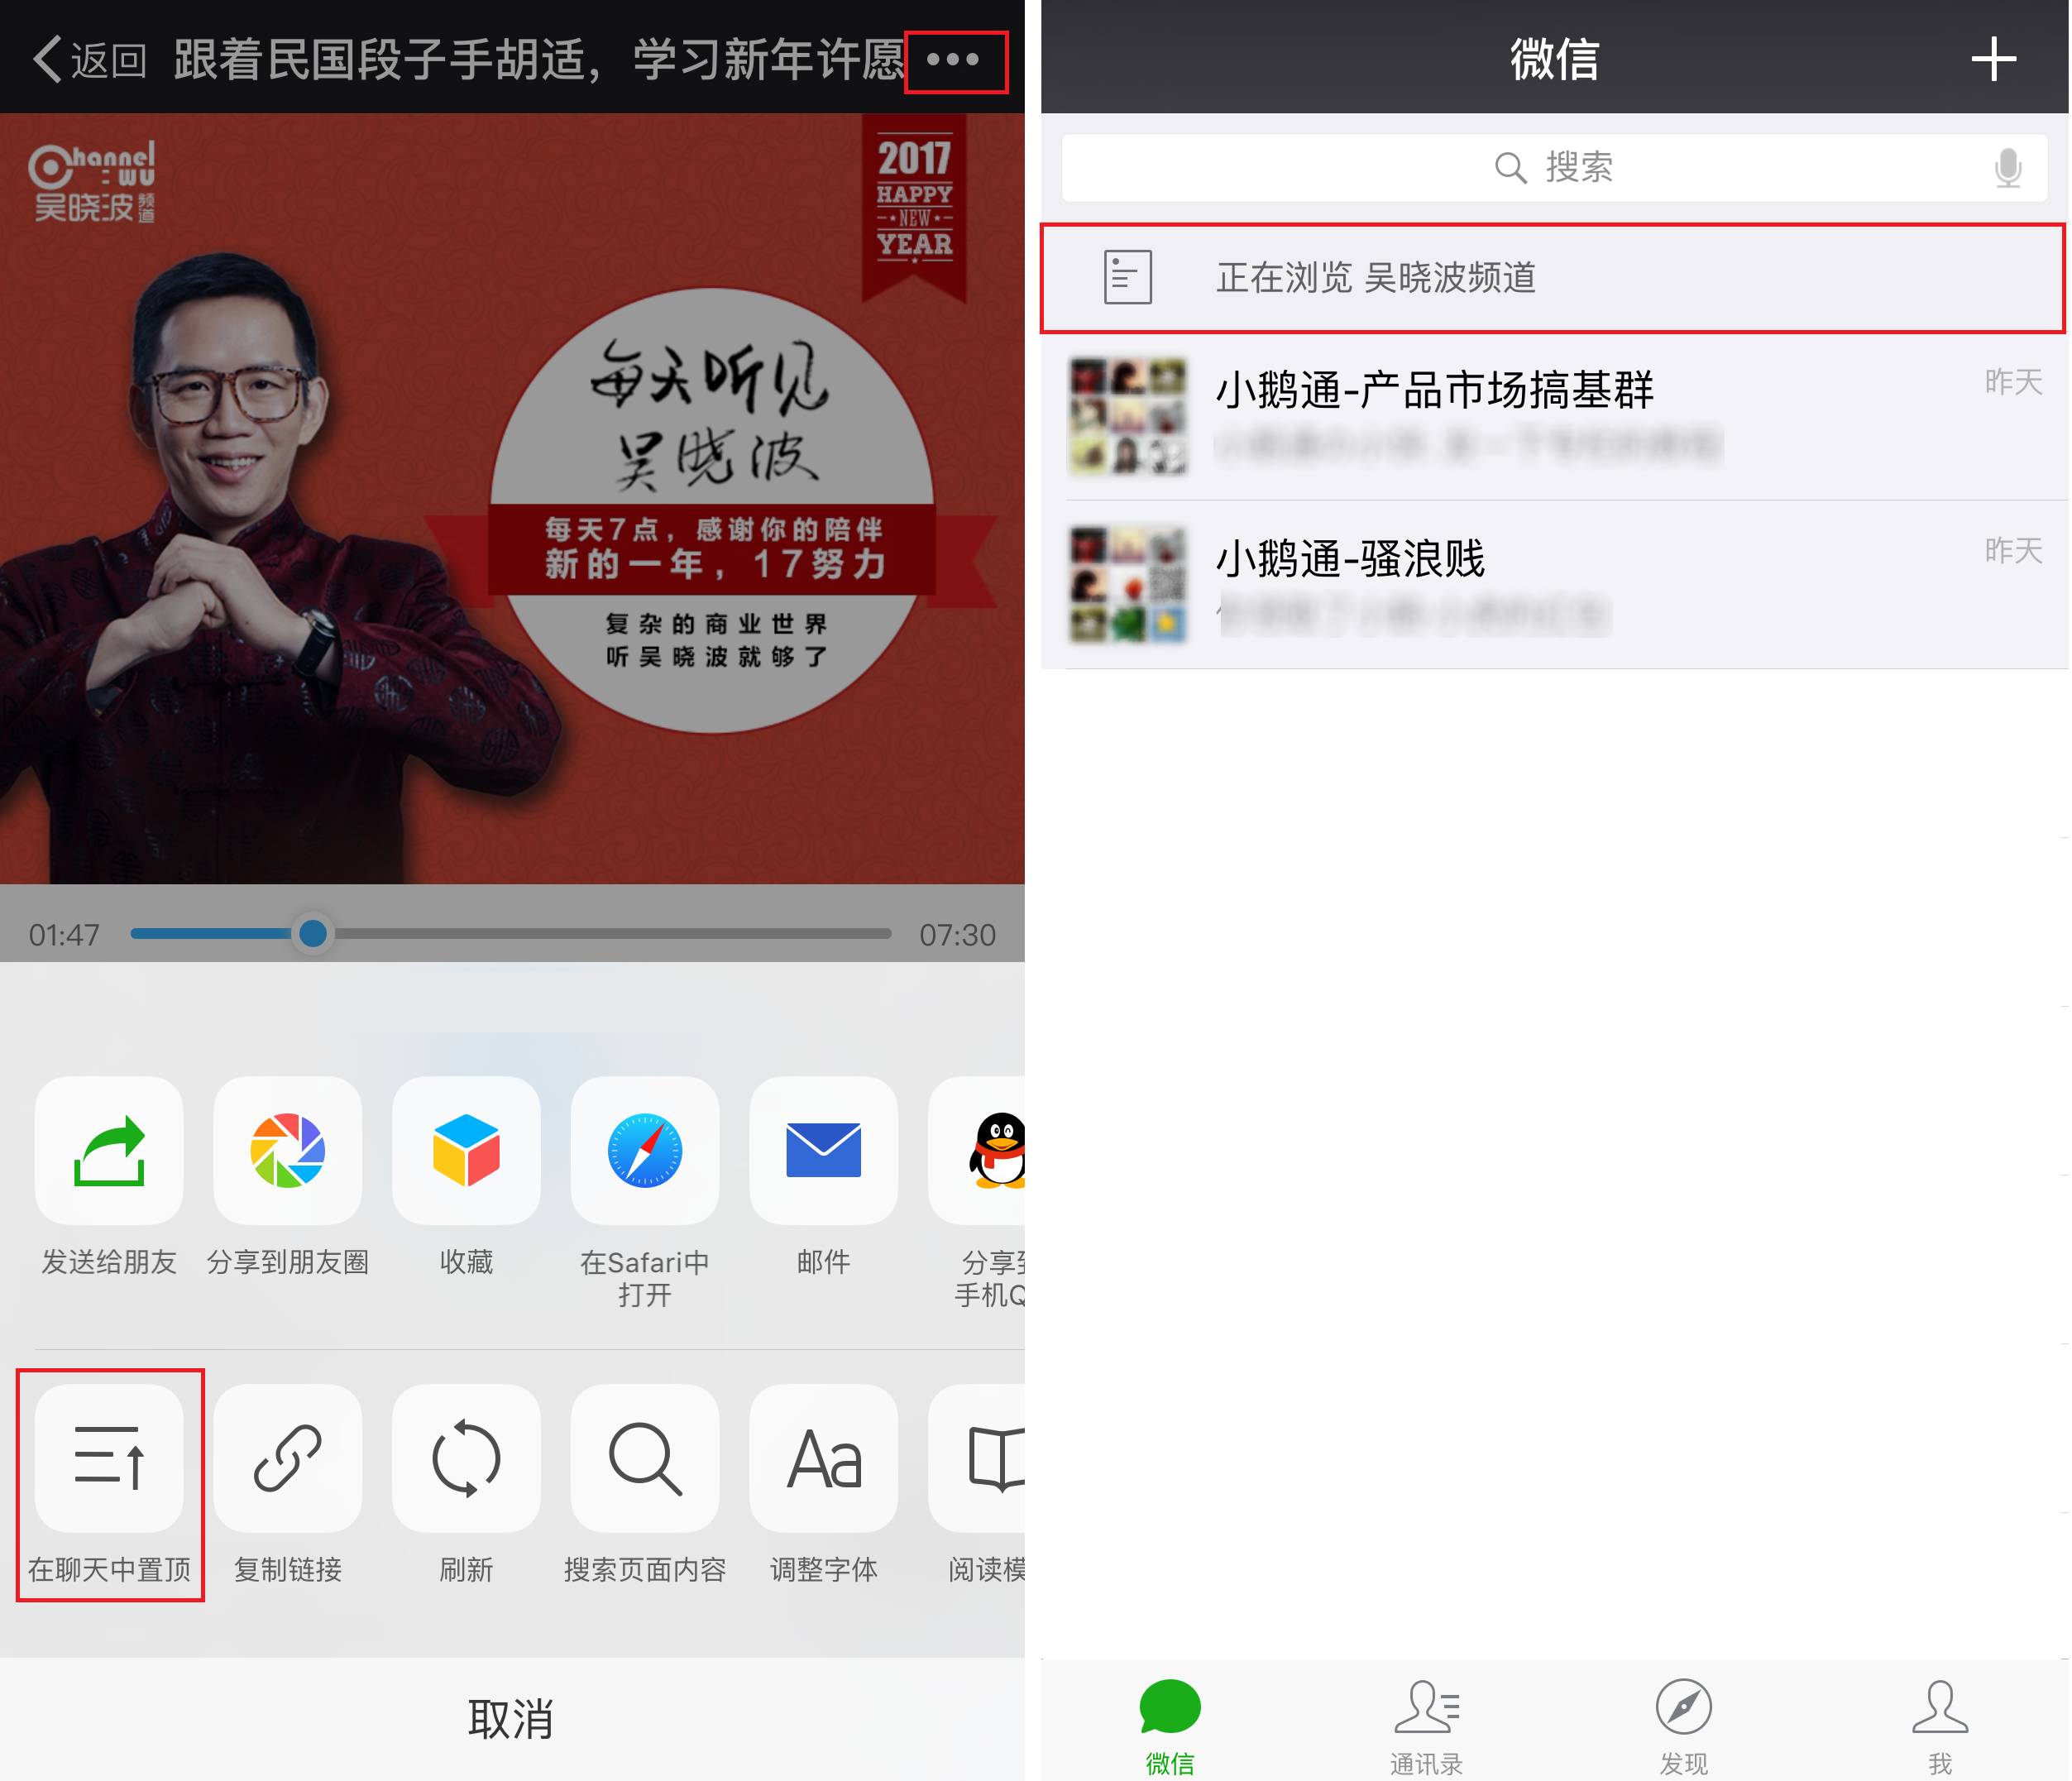 返回
跟着民国段子手胡适，学习新年许愿
Channel
WU
吴晓波频道
2017
HAPPY
NEW
YEAR
每天听见
吴晓波
每天7点，感谢你的陪伴
新的一年，17努力
复杂的商业世界
听吴晓波就够了
01:47
07:30
发送给朋友
分享到朋友圈
收藏
在Safari中
打开
邮件
分享到
手机Q
在聊天中置顶
复制链接
刷新
搜索页面内容
Aa
调整字体
阅读模
取消
微信
搜索
正在浏览 吴晓波频道
小鹅通-产品市场搞基群
昨天
小鹅通-骚浪贱
昨天
微信
通讯录
发现
我